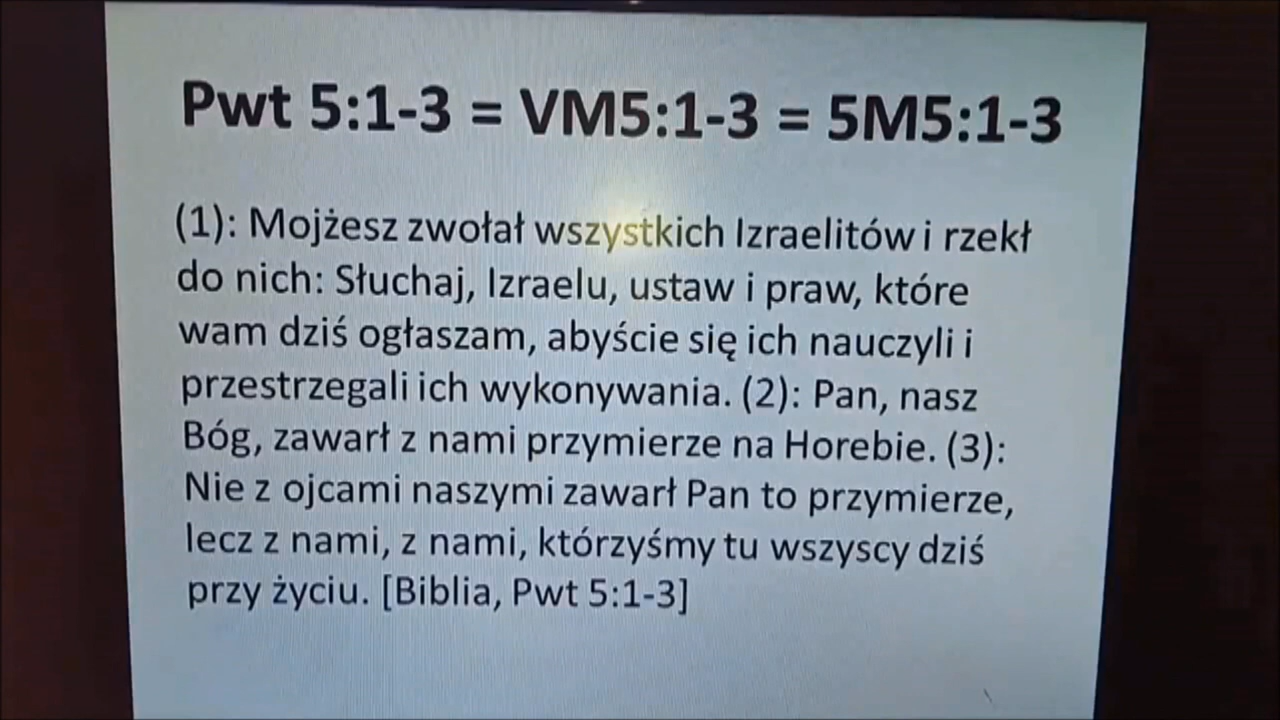 Pwt 5:1-3 = VM5:1-3 = 5M5:1-3
(1): Mojżesz zwołał wszystkich Izraelitów i rzekł
do nich: Słuchaj, Izraelu, ustaw i praw, które
wam dziś ogłaszam, abyście się ich nauczyli i
przestrzegali ich wykonywania. (2): Pan, nasz
Bóg, zawarł z nami przymierze na Horebie. (3):
Nie z ojcami naszymi zawarł Pan to przymierze,
lecz z nami, z nami, którzyśmy tu wszyscy dziś
przy życiu. [Biblia, Pwt 5:1-3]